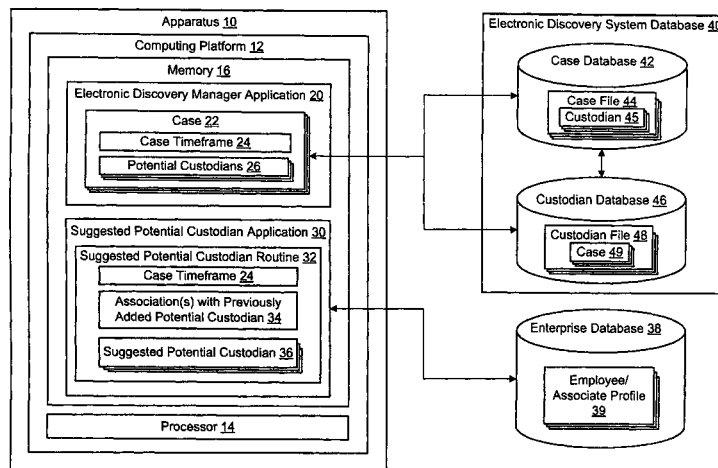 Apparatus 10
Computing Platform 12
Memory 16
Electronic Discovery Manager Application 20
Case 22
Case Timeframe 24
Potential Custodians 26
Suggested Potential Custodian Application 30
Suggested Potential Custodian Routine 32
Case Timeframe 24
Association(s) with Previously
Added Potential Custodian 34
Suggested Potential Custodian 36
Processor 14
Electronic Discovery System Database 40
Case Database 42
Case File 44
Custodian 45
Custodian Database 46
Custodian File 48
Case 49
Enterprise Database 38
Employee/
Associate Profile
39